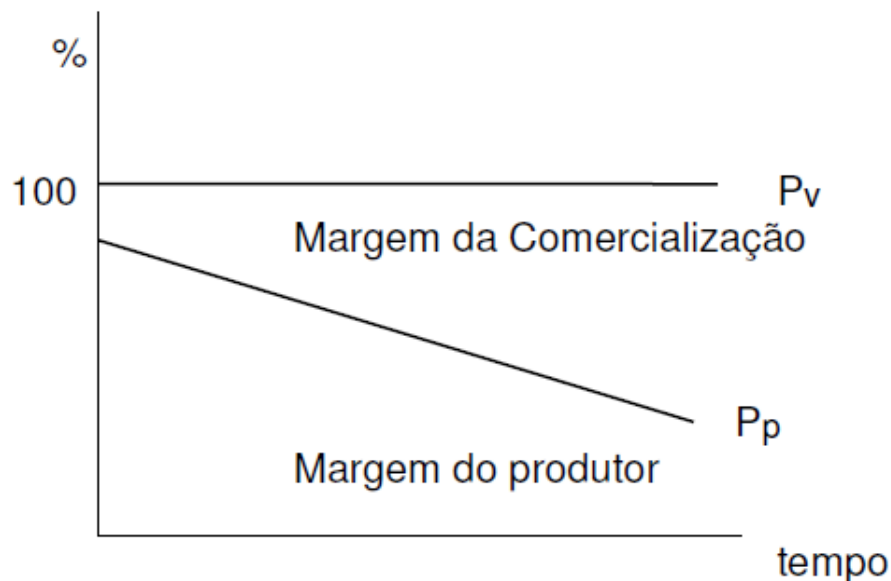 %
100
Pv
Margem da Comercialização
Pp
Margem do produtor
tempo